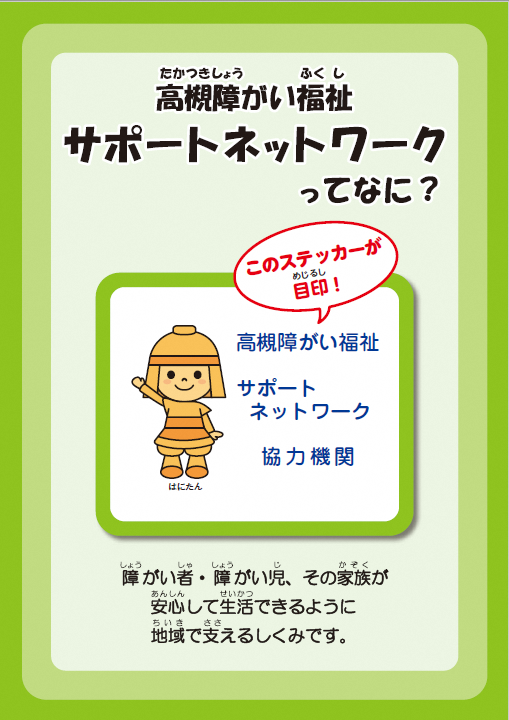 たかつきしょう ふくし
高槻障がい福祉
サポートネットワーク
ってなに？
このステッカーが
めじるし
目印！
高槻障がい福祉
サポート
ネットワーク
協力機関
はにたん
しょう しゃ しょう じ かぞく
障がい者・障がい児、その家族が
あんしん せいかつ
安心して生活できるように
ちいき ささ
地域で支えるしくみです。